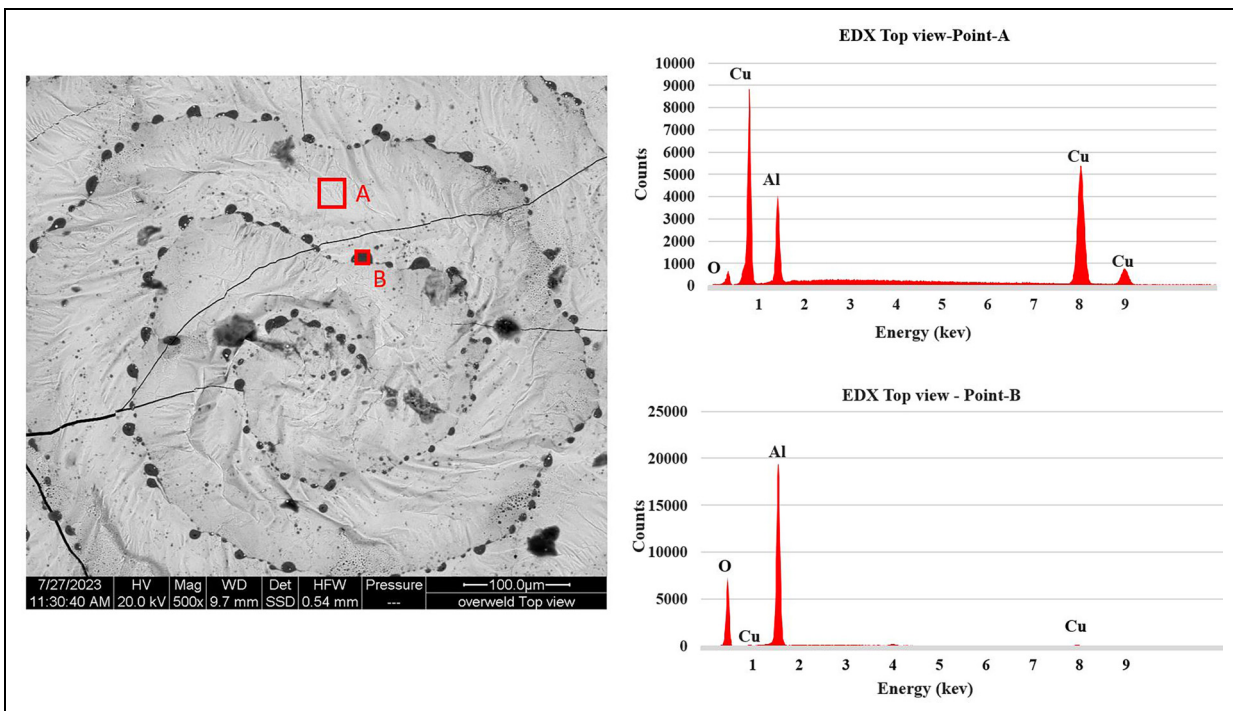 A
B
7/27/2023 HV Mag WD Det HFW Pressure 100.0µm
11:30:40 AM 20.0 kV 500x 9.7 mm SSD 0.54 mm --- overweld Top view
EDX Top view-Point-A
Counts
10000
9000
8000
7000
6000
5000
4000
3000
2000
1000
0
Cu
Al
Cu
O
Cu
1 2 3 4 5 6 7 8 9
Energy (kev)
EDX Top view - Point-B
Counts
25000
20000
15000
10000
5000
0
Al
O
Cu
Cu
1 2 3 4 5 6 7 8 9
Energy (kev)